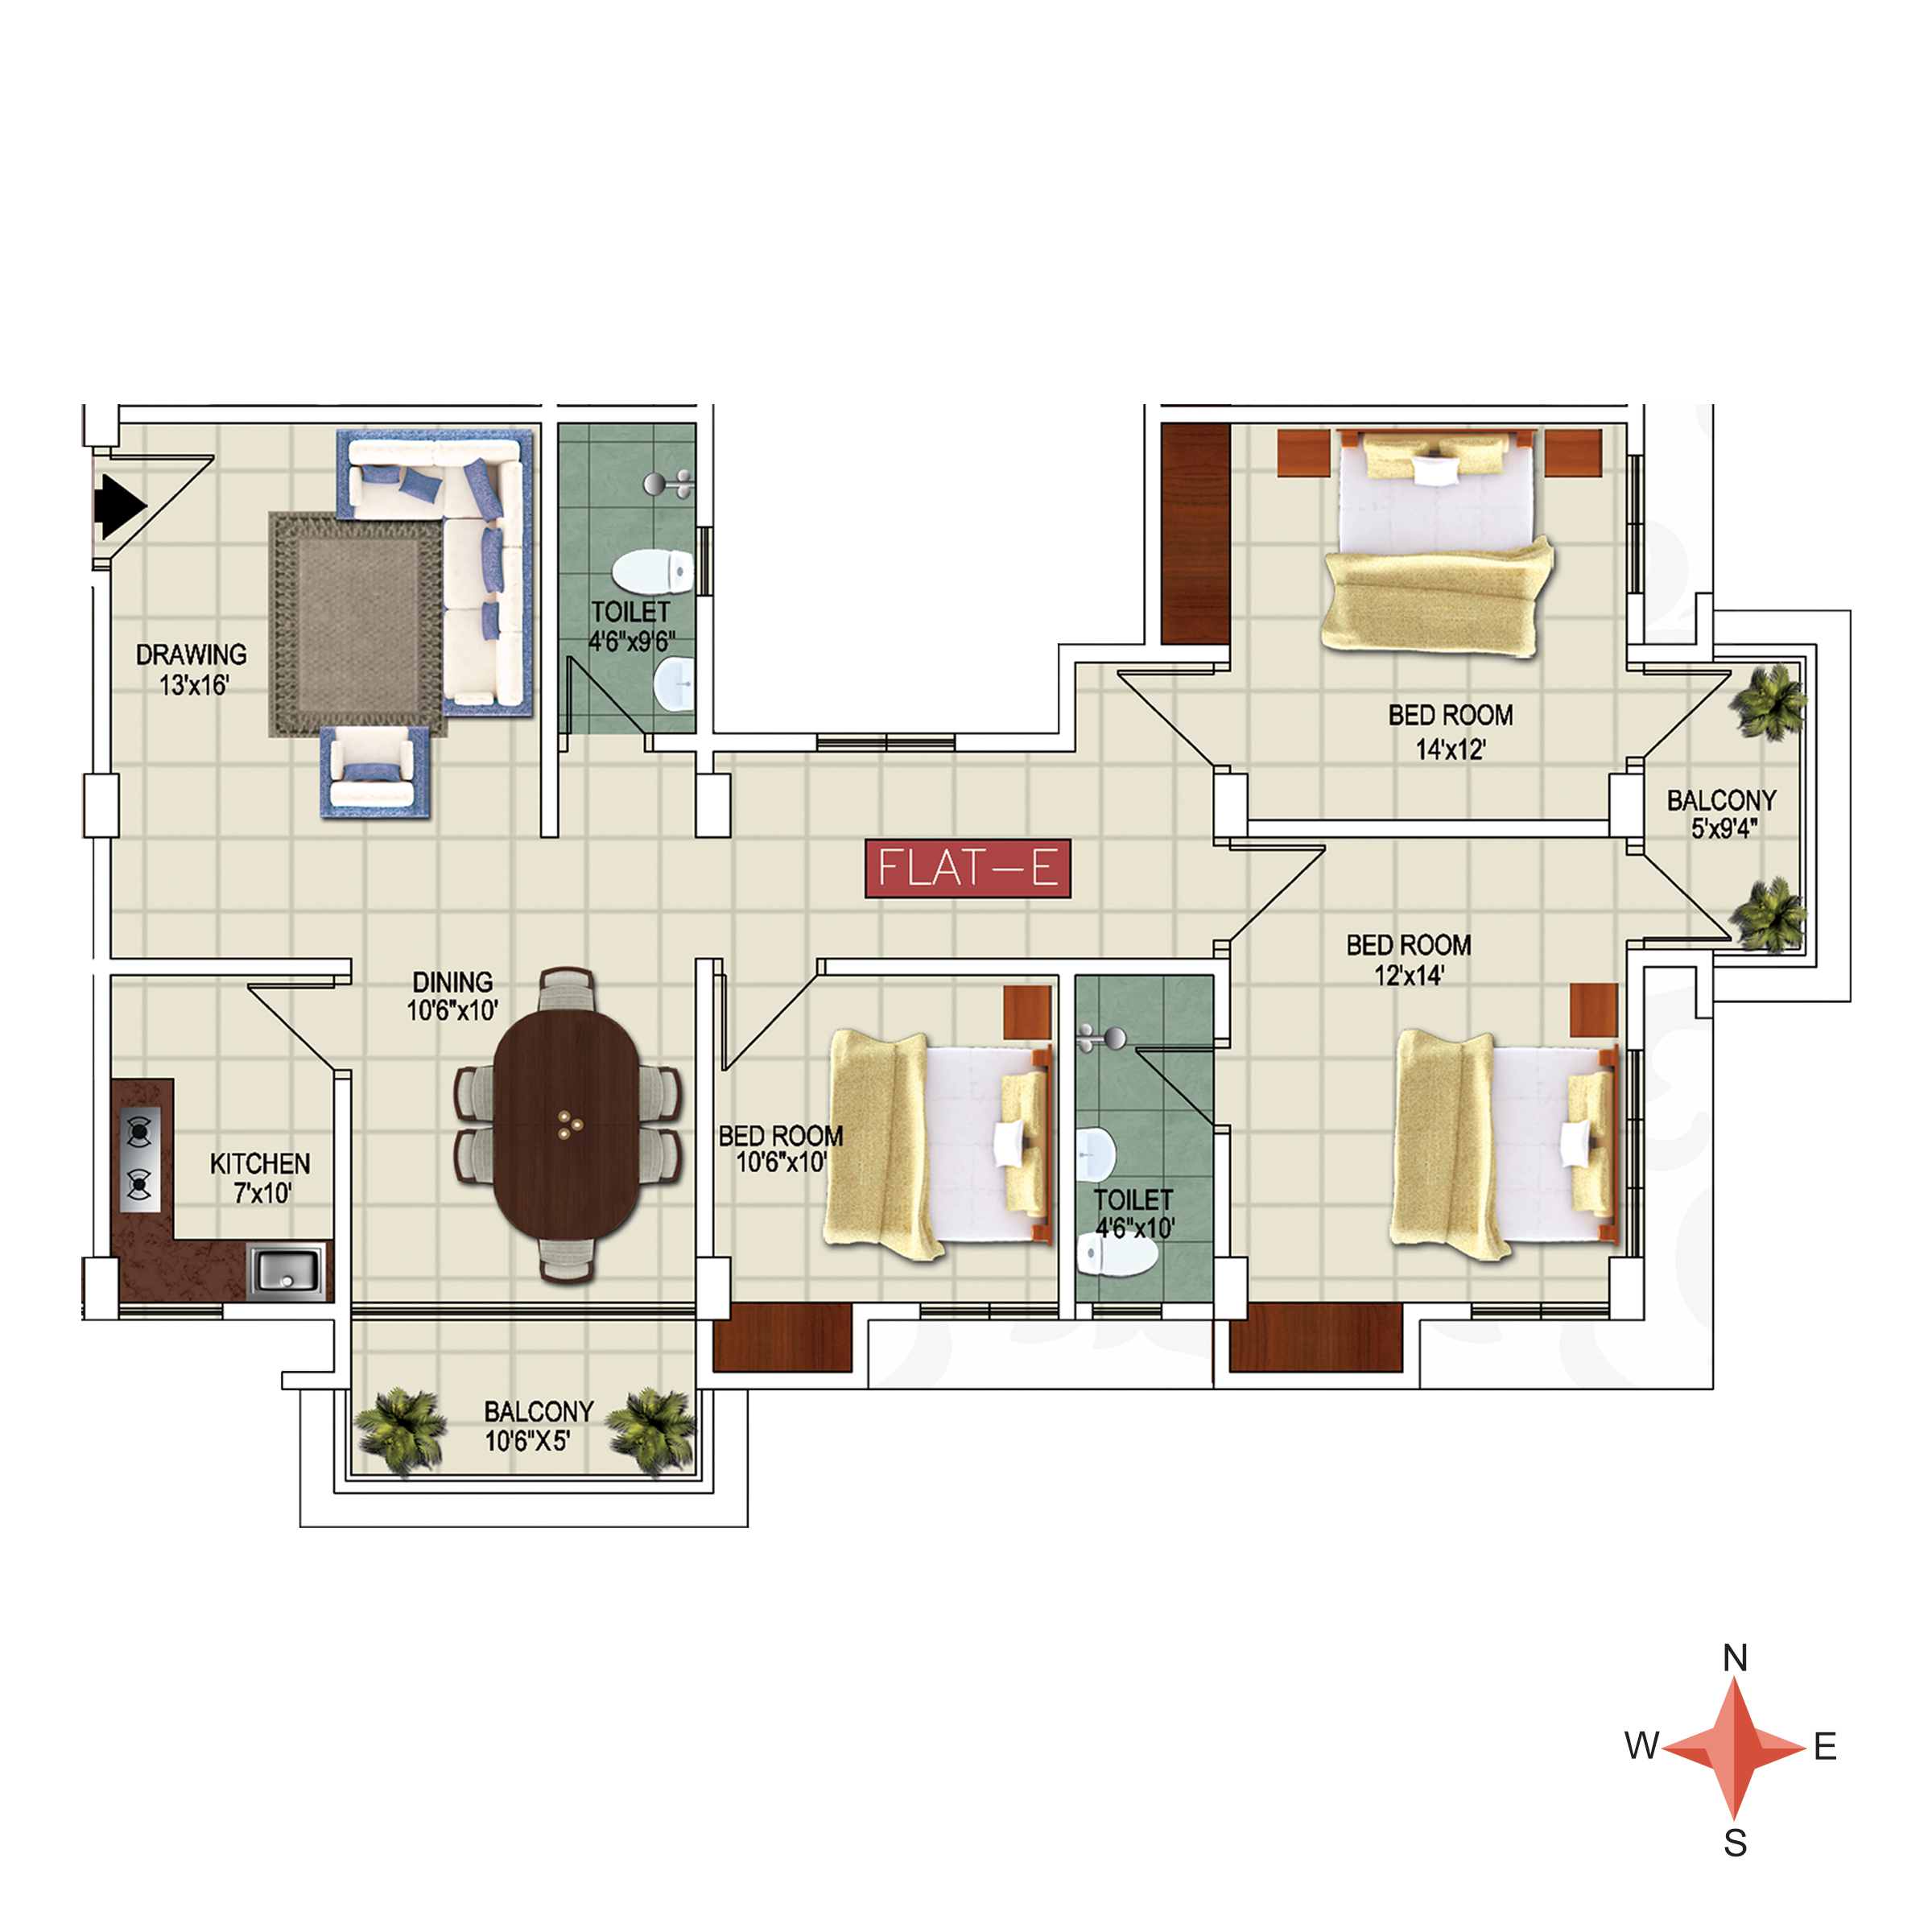 DRAWING
13'x16'
TOILET
4'6"x9'6"
BED ROOM
14'x12'
BALCONY
5'x9'4"
FLAT-E
DINING
10'6"x10'
BED ROOM
12'x14'
KITCHEN
7'x10'
BED ROOM
10'6"x10'
TOILET
4'6"x10'
BALCONY
10'6"X5'
N
W
E
S